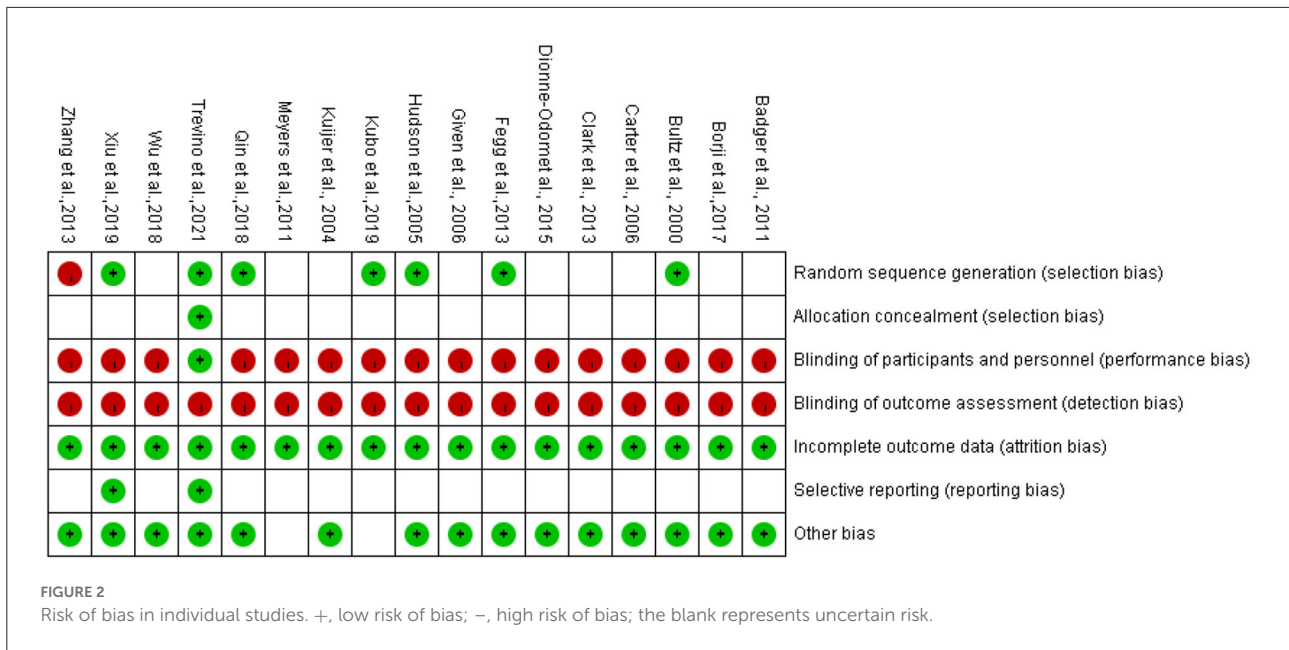 Zhang et al.,2013
Xiu et al.,2019
Wu et al.,2018
Trevino et al.,2021
Qin et al.,2018
Meyers et al.,2011
Kuijer et al., 2004
Kubo et al.,2019
Hudson et al.,2005
Given et al., 2006
Fegg et al.,2013
Dionne-Odomet al., 2015
Clark et al., 2013
Carter et al., 2006
Bultz et al., 2000
Borji et al.,2017
Badger et al., 2011
- + + + + + + + Random sequence generation (selection bias)
+ Allocation concealment (selection bias)
- - - + - - - - - - - - - - - - - Blinding of participants and personnel (performance bias)
- - - - - - - - - - - - - - - - - Blinding of outcome assessment (detection bias)
+ + + + + + + + + + + + + + + + + Incomplete outcome data (attrition bias)
+ + Selective reporting (reporting bias)
+ + + + + + + + + + + + + + + Other bias
FIGURE 2
Risk of bias in individual studies. +, low risk of bias; −, high risk of bias; the blank represents uncertain risk.